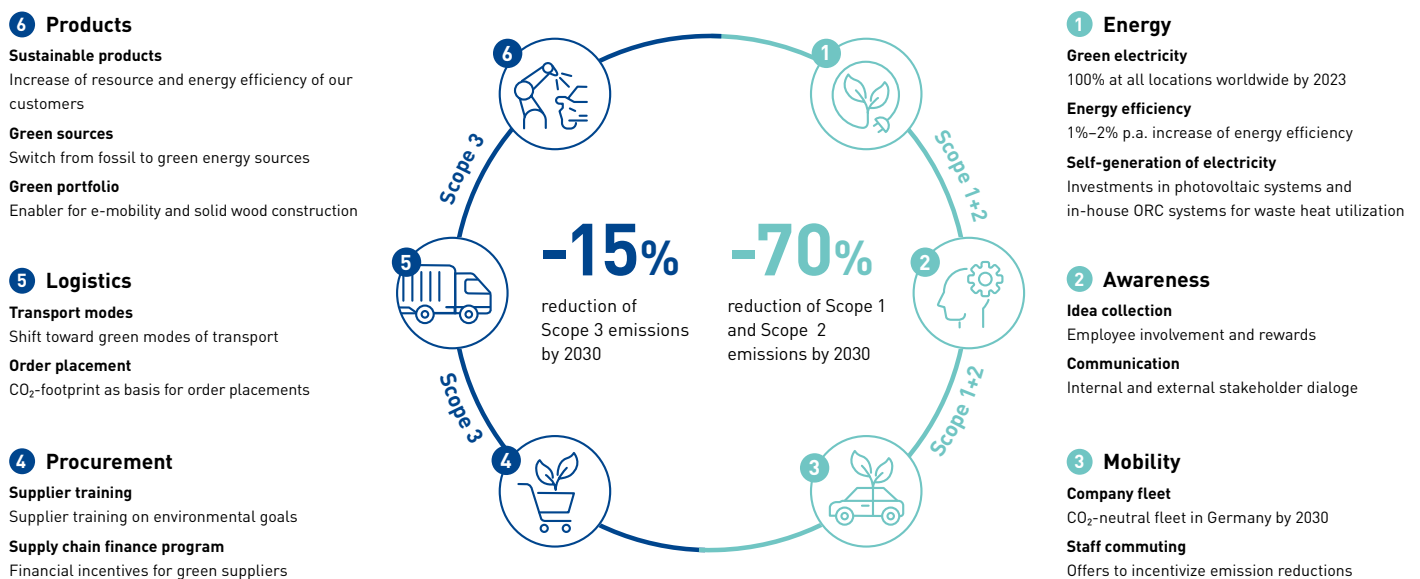 6 Products
Sustainable products
Increase of resource and energy efficiency of our
customers
Green sources
Switch from fossil to green energy sources
Green portfolio
Enabler for e-mobility and solid wood construction
5 Logistics
Transport modes
Shift toward green modes of transport
Order placement
CO₂-footprint as basis for order placements
4 Procurement
Supplier training
Supplier training on environmental goals
Supply chain finance program
Financial incentives for green suppliers
6
Scope 3
5
Scope 3
4
-15%
reduction of
Scope 3 emissions
by 2030
-70%
reduction of Scope 1
and Scope 2
emissions by 2030
1
Scope 1+2
2
Scope 1+2
3
1 Energy
Green electricity
100% at all locations worldwide by 2023
Energy efficiency
1%–2% p.a. increase of energy efficiency
Self-generation of electricity
Investments in photovoltaic systems and
in-house ORC systems for waste heat utilization
2 Awareness
Idea collection
Employee involvement and rewards
Communication
Internal and external stakeholder dialoge
3 Mobility
Company fleet
CO₂-neutral fleet in Germany by 2030
Staff commuting
Offers to incentivize emission reductions